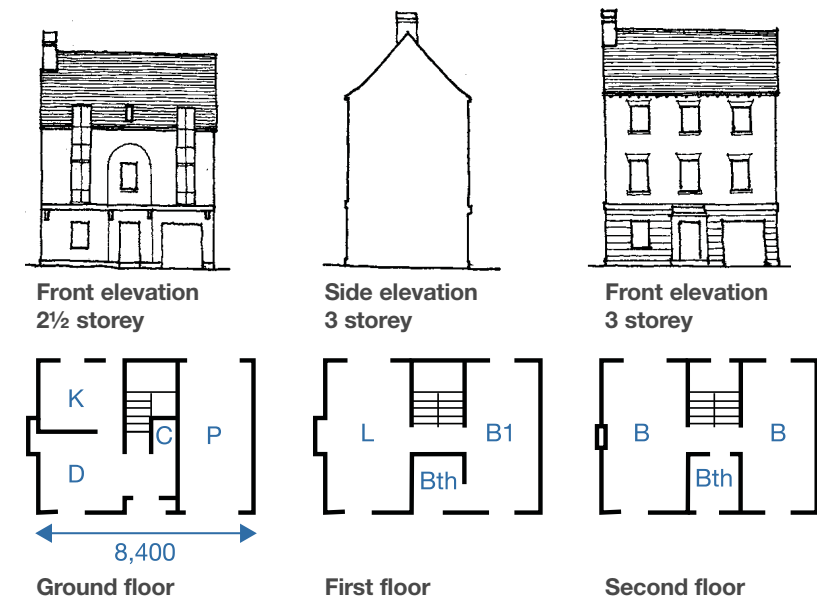 Front elevation
2½ storey
Side elevation
3 storey
Front elevation
3 storey
K
C
P
D
8,400
Ground floor
L
B1
Bth
First floor
B
B
Bth
Second floor